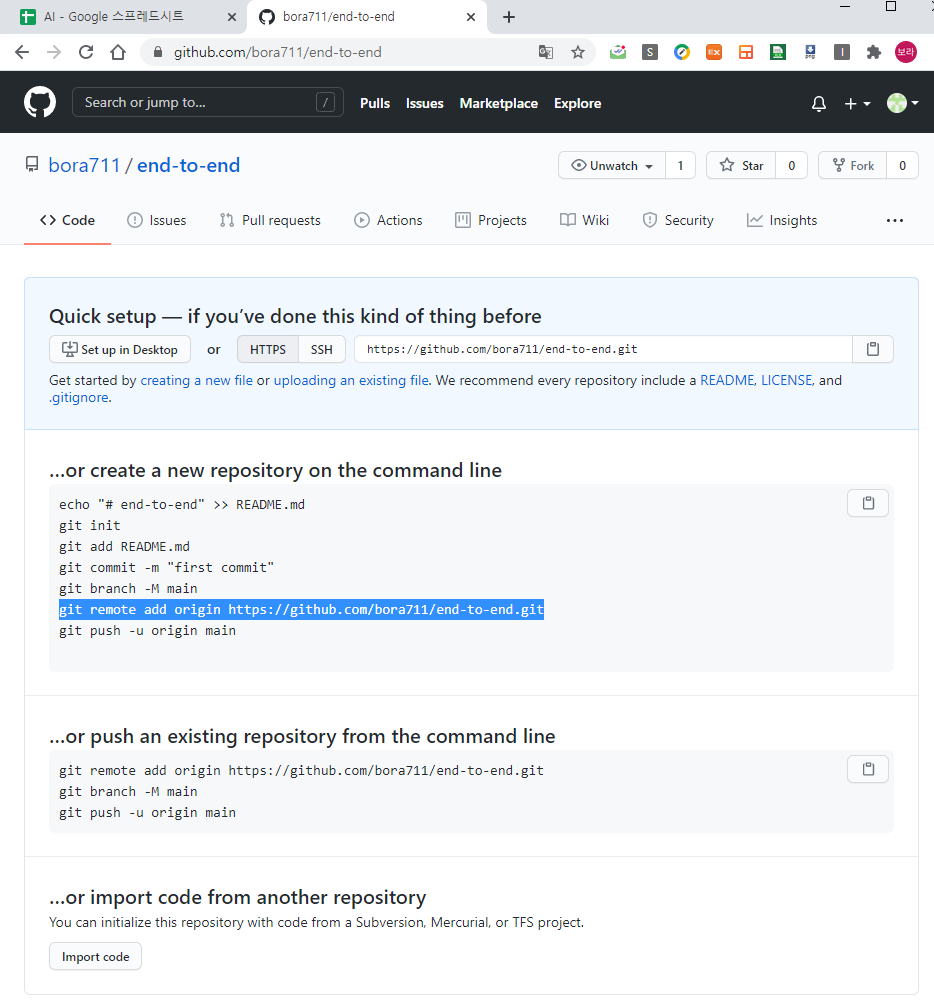 AI - Google 스프레드시트
bora711/end-to-end
github.com/bora711/end-to-end
보라
Search or jump to...
/
Pulls Issues Marketplace Explore
bora711 / end-to-end
Unwatch 1 Star 0 Fork 0
Code Issues Pull requests Actions Projects Wiki Security Insights
Quick setup — if you've done this kind of thing before
Set up in Desktop or HTTPS SSH https://github.com/bora711/end-to-end.git
Get started by creating a new file or uploading an existing file. We recommend every repository include a README, LICENSE, and
.gitignore.
...or create a new repository on the command line
echo "# end-to-end" >> README.md
git init
git add README.md
git commit -m "first commit"
git branch -M main
git remote add origin https://github.com/bora711/end-to-end.git
git push -u origin main
...or push an existing repository from the command line
git remote add origin https://github.com/bora711/end-to-end.git
git branch -M main
git push -u origin main
...or import code from another repository
You can initialize this repository with code from a Subversion, Mercurial, or TFS project.
Import code